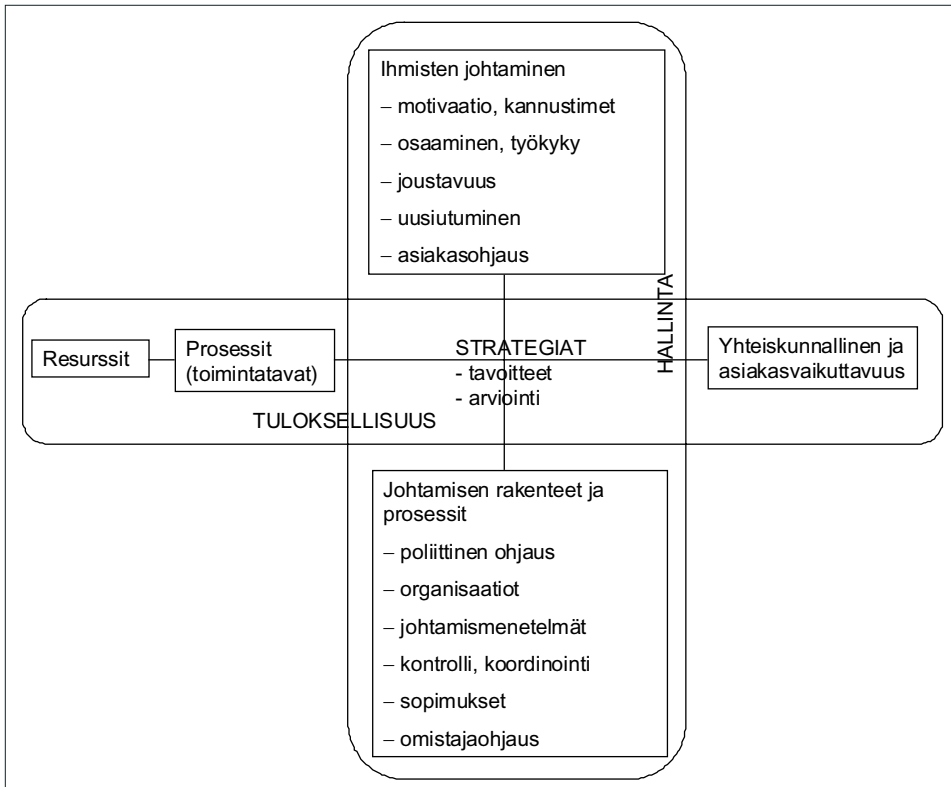 Ihmisten johtaminen
– motivaatio, kannustimet
– osaaminen, työkyky
– joustavuus
– uusiutuminen
– asiakasohjaus
HALLINTA
Resurssit
Prosessit
(toimintatavat)
STRATEGIAT
- tavoitteet
- arviointi
Yhteiskunnallinen ja
asiakasvaikuttavuus
TULOKSELLISUUS
Johtamisen rakenteet ja
prosessit
– poliittinen ohjaus
– organisaatiot
– johtamismenetelmät
– kontrolli, koordinointi
– sopimukset
– omistajaohjaus